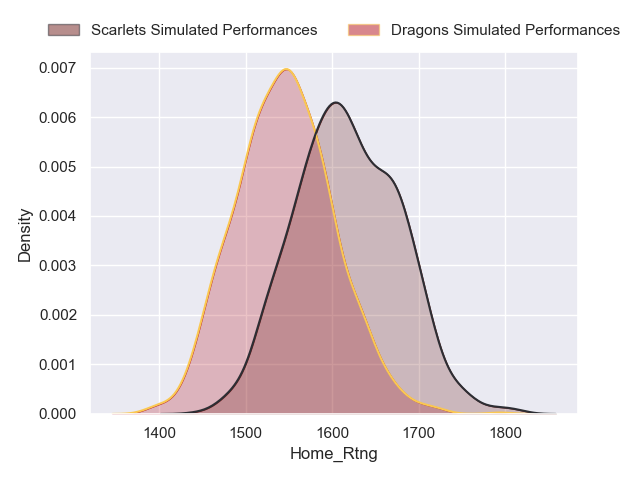 Scarlets Simulated Performances
Dragons Simulated Performances
0.007
0.006
0.005
0.004
0.003
0.002
0.001
0.000
Density
1400 1500 1600 1700 1800
Home_Rtng